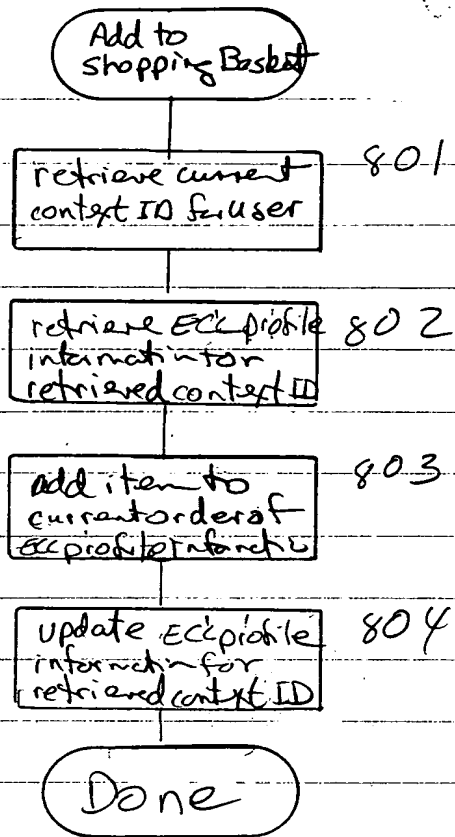 Add to
shopping Basket
retrieve current
context ID for user
801
retrieve ECC profile
information for
retrieved context ID
802
add item to
current order of
ECC profile
803
update ECC profile
information for
retrieved context ID
804
Done